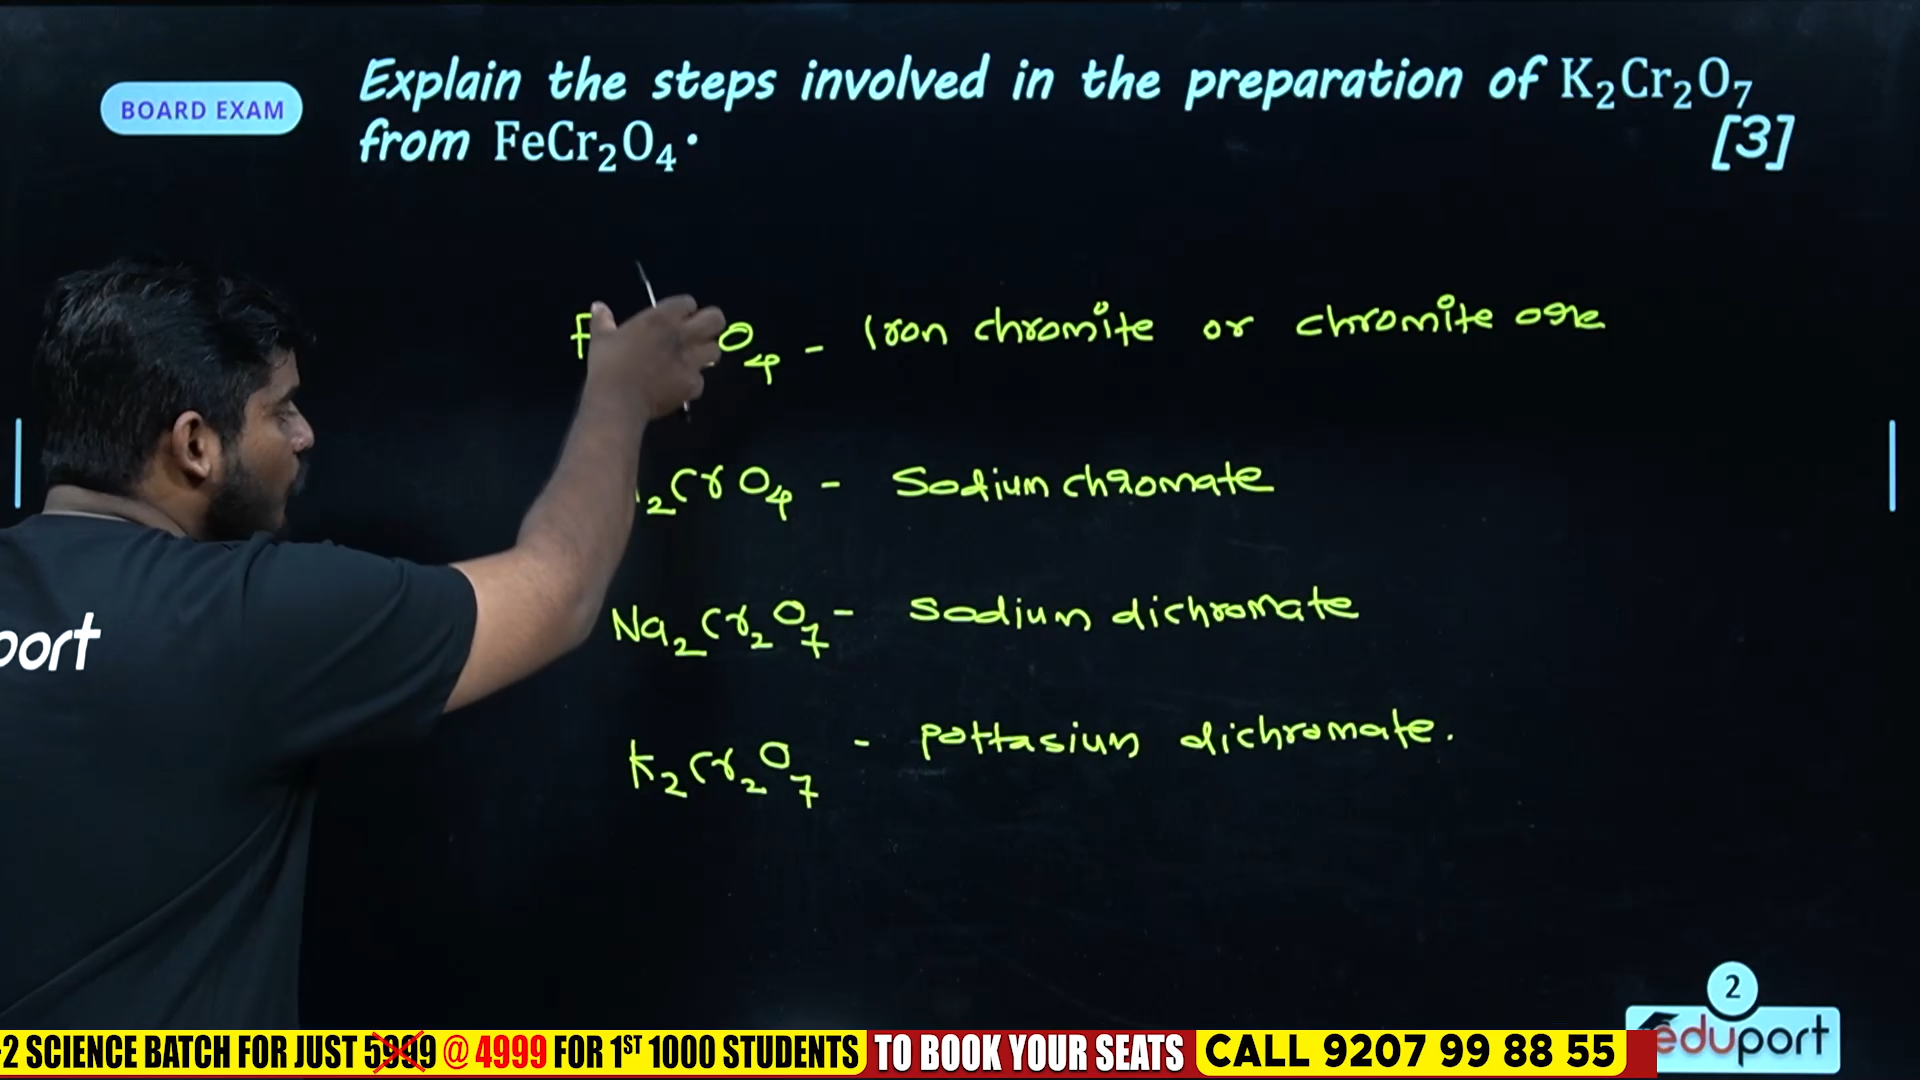 BOARD EXAM
Explain the steps involved in the preparation of K₂Cr₂O₇
from FeCr₂O₄.
[3]
O₄ - Iron chromite or chromite ore
₂CrO₄ - Sodium chromate
Na₂Cr₂O₇ - Sodium dichromate
K₂Cr₂O₇ - pottasium dichromate.
port
2
eduport
-2 SCIENCE BATCH FOR JUST 5999 @ 4999 FOR 1ST 1000 STUDENTS TO BOOK YOUR SEATS CALL 9207 99 88 55